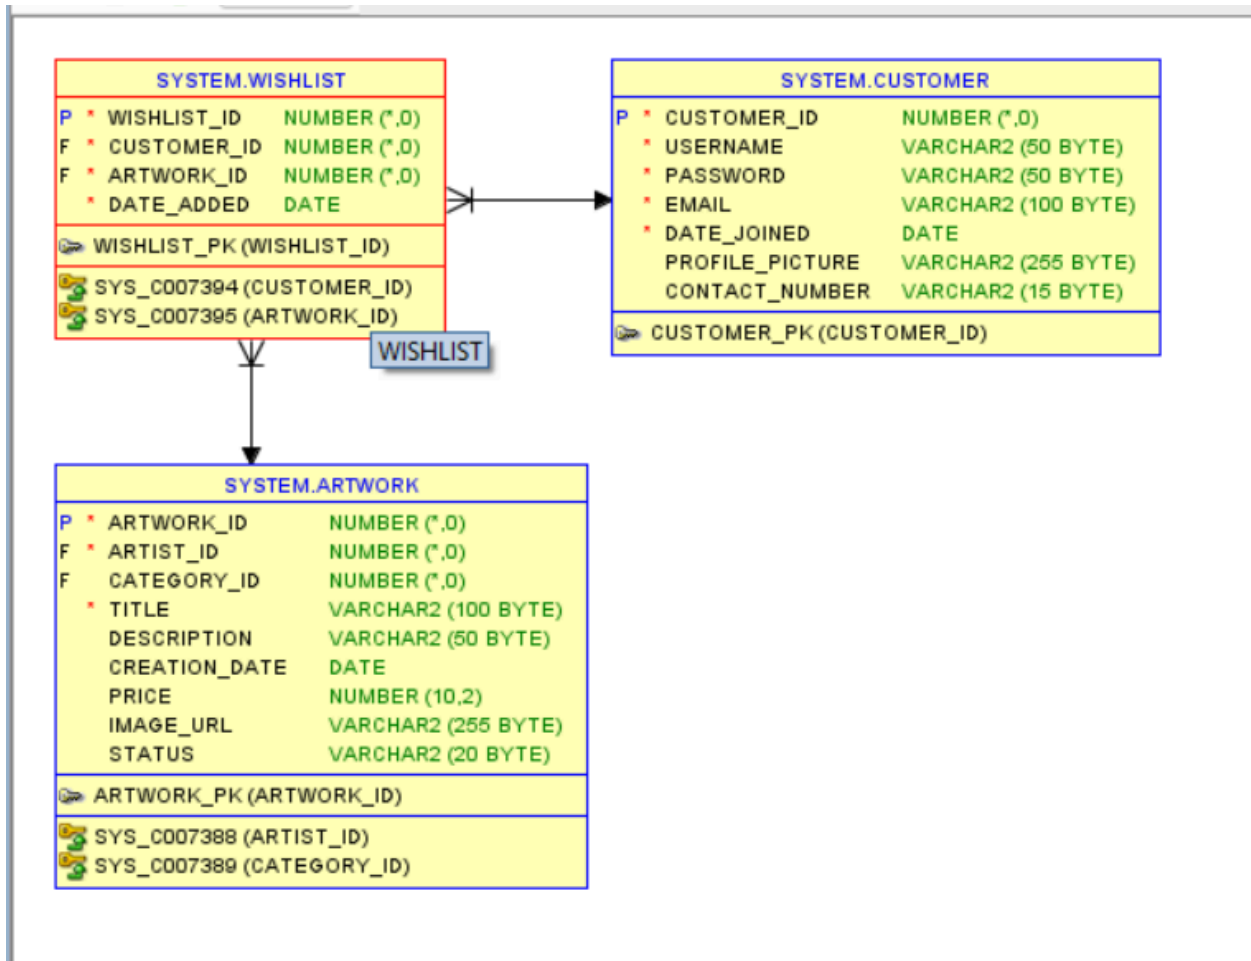 SYSTEM.WISHLIST
P * WISHLIST_ID NUMBER (*,0)
F * CUSTOMER_ID NUMBER (*,0)
F * ARTWORK_ID NUMBER (*,0)
* DATE_ADDED DATE
WISHLIST_PK (WISHLIST_ID)
SYS_C007394 (CUSTOMER_ID)
SYS_C007395 (ARTWORK_ID)
WISHLIST
SYSTEM.CUSTOMER
P * CUSTOMER_ID NUMBER (*,0)
* USERNAME VARCHAR2 (50 BYTE)
* PASSWORD VARCHAR2 (50 BYTE)
* EMAIL VARCHAR2 (100 BYTE)
* DATE_JOINED DATE
PROFILE_PICTURE VARCHAR2 (255 BYTE)
CONTACT_NUMBER VARCHAR2 (15 BYTE)
CUSTOMER_PK (CUSTOMER_ID)
SYSTEM.ARTWORK
P * ARTWORK_ID NUMBER (*,0)
F * ARTIST_ID NUMBER (*,0)
F CATEGORY_ID NUMBER (*,0)
* TITLE VARCHAR2 (100 BYTE)
DESCRIPTION VARCHAR2 (50 BYTE)
CREATION_DATE DATE
PRICE NUMBER (10,2)
IMAGE_URL VARCHAR2 (255 BYTE)
STATUS VARCHAR2 (20 BYTE)
ARTWORK_PK (ARTWORK_ID)
SYS_C007388 (ARTIST_ID)
SYS_C007389 (CATEGORY_ID)